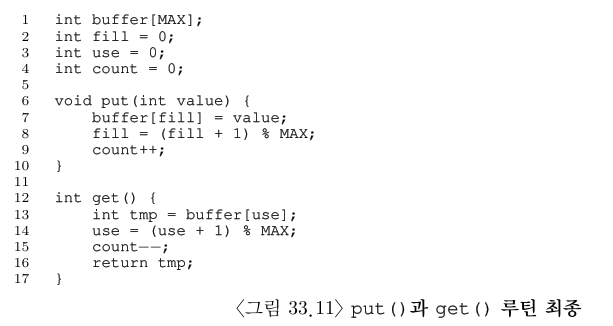 1 int buffer[MAX];
2 int fill = 0;
3 int use = 0;
4 int count = 0;
5
6 void put(int value) {
7 buffer[fill] = value;
8 fill = (fill + 1) % MAX;
9 count++;
10 }
11
12 int get() {
13 int tmp = buffer[use];
14 use = (use + 1) % MAX;
15 count−−;
16 return tmp;
17 }
〈그림 33.11〉 put()과 get() 루틴 최종